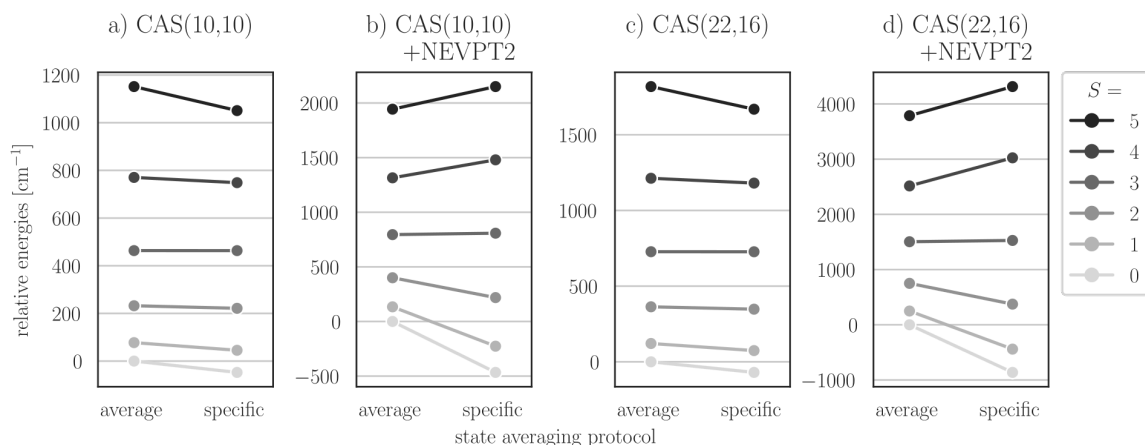 a) CAS(10,10)
b) CAS(10,10)
+NEVPT2
c) CAS(22,16)
d) CAS(22,16)
+NEVPT2
relative energies [cm⁻¹]
1200
1000
800
600
400
200
0
average
specific
2000
1500
1000
500
0
−500
average
specific
1500
1000
500
0
average
specific
4000
3000
2000
1000
0
−1000
average
specific
state averaging protocol
S =
5
4
3
2
1
0